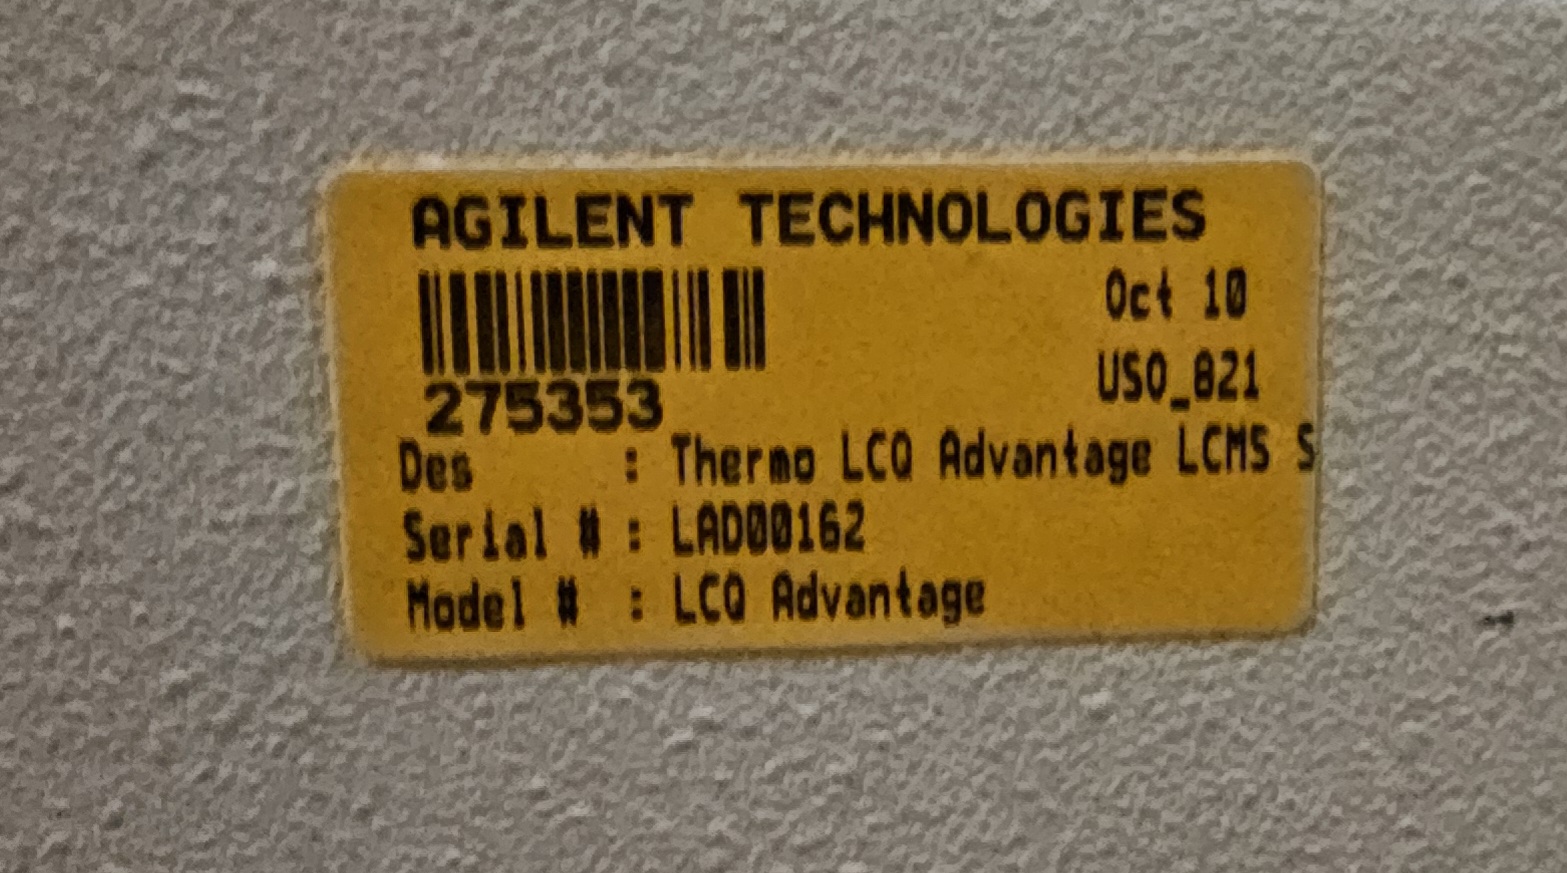 AGILENT TECHNOLOGIES
Oct 10
275353
USO_821
Des : Thermo LCQ Advantage LCMS S
Serial # : LAD00162
Model # : LCQ Advantage